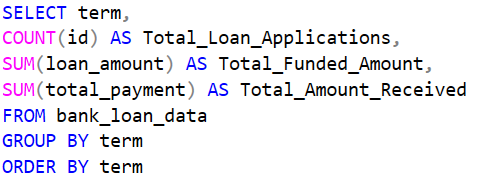 SELECT term,
COUNT(id) AS Total_Loan_Applications,
SUM(loan_amount) AS Total_Funded_Amount,
SUM(total_payment) AS Total_Amount_Received
FROM bank_loan_data
GROUP BY term
ORDER BY term